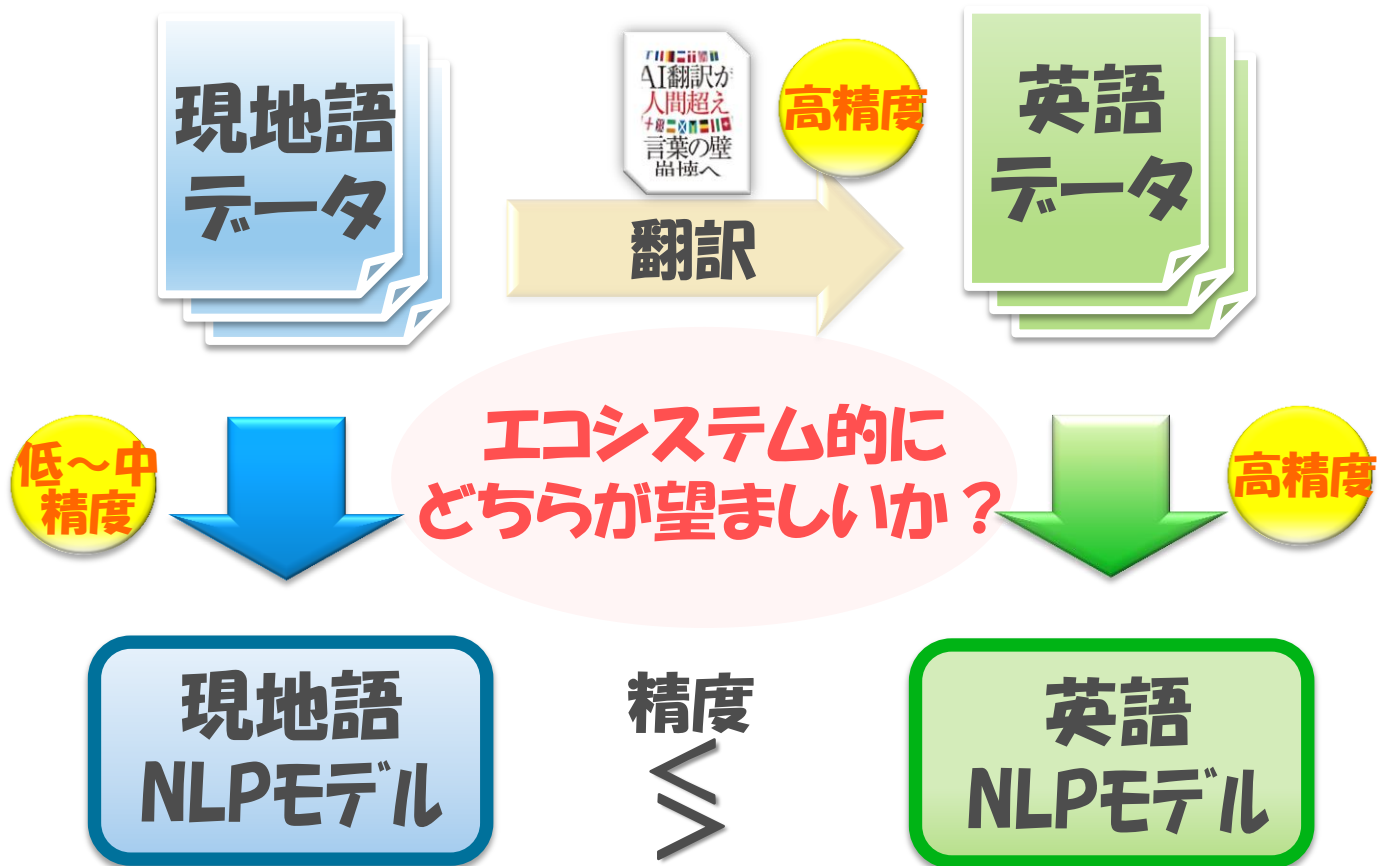 現地語
データ
AI翻訳が
人間超え
言葉の壁
崩壊へ
高精度
翻訳
英語
データ
低~中
精度
エコシステム的に
どちらが望ましいか?
高精度
現地語
NLPモデル
精度
<
>
英語
NLPモデル